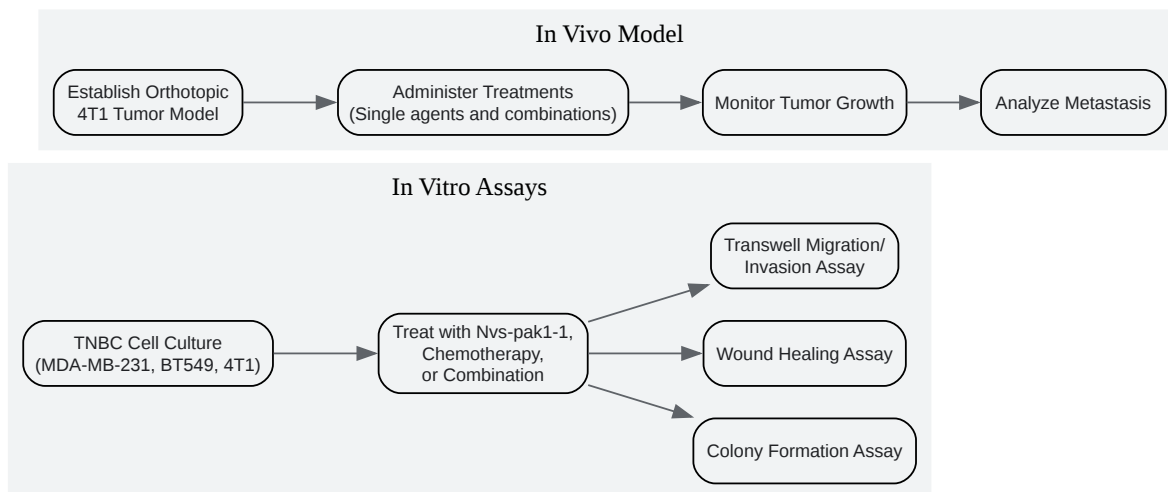 In Vivo Model
Establish Orthotopic
4T1 Tumor Model
Administer Treatments
(Single agents and combinations)
Monitor Tumor Growth
Analyze Metastasis
In Vitro Assays
TNBC Cell Culture
(MDA-MB-231, BT549, 4T1)
Treat with Nvs-pak1-1,
Chemotherapy,
or Combination
Transwell Migration/
Invasion Assay
Wound Healing Assay
Colony Formation Assay